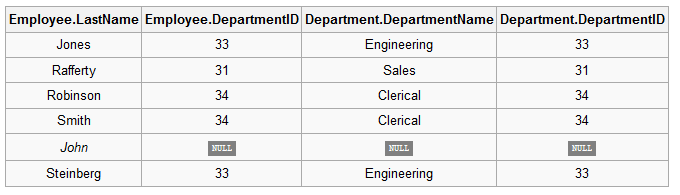 Employee.LastName Employee.DepartmentID Department.DepartmentName Department.DepartmentID
Jones 33 Engineering 33
Rafferty 31 Sales 31
Robinson 34 Clerical 34
Smith 34 Clerical 34
John NULL NULL NULL
Steinberg 33 Engineering 33